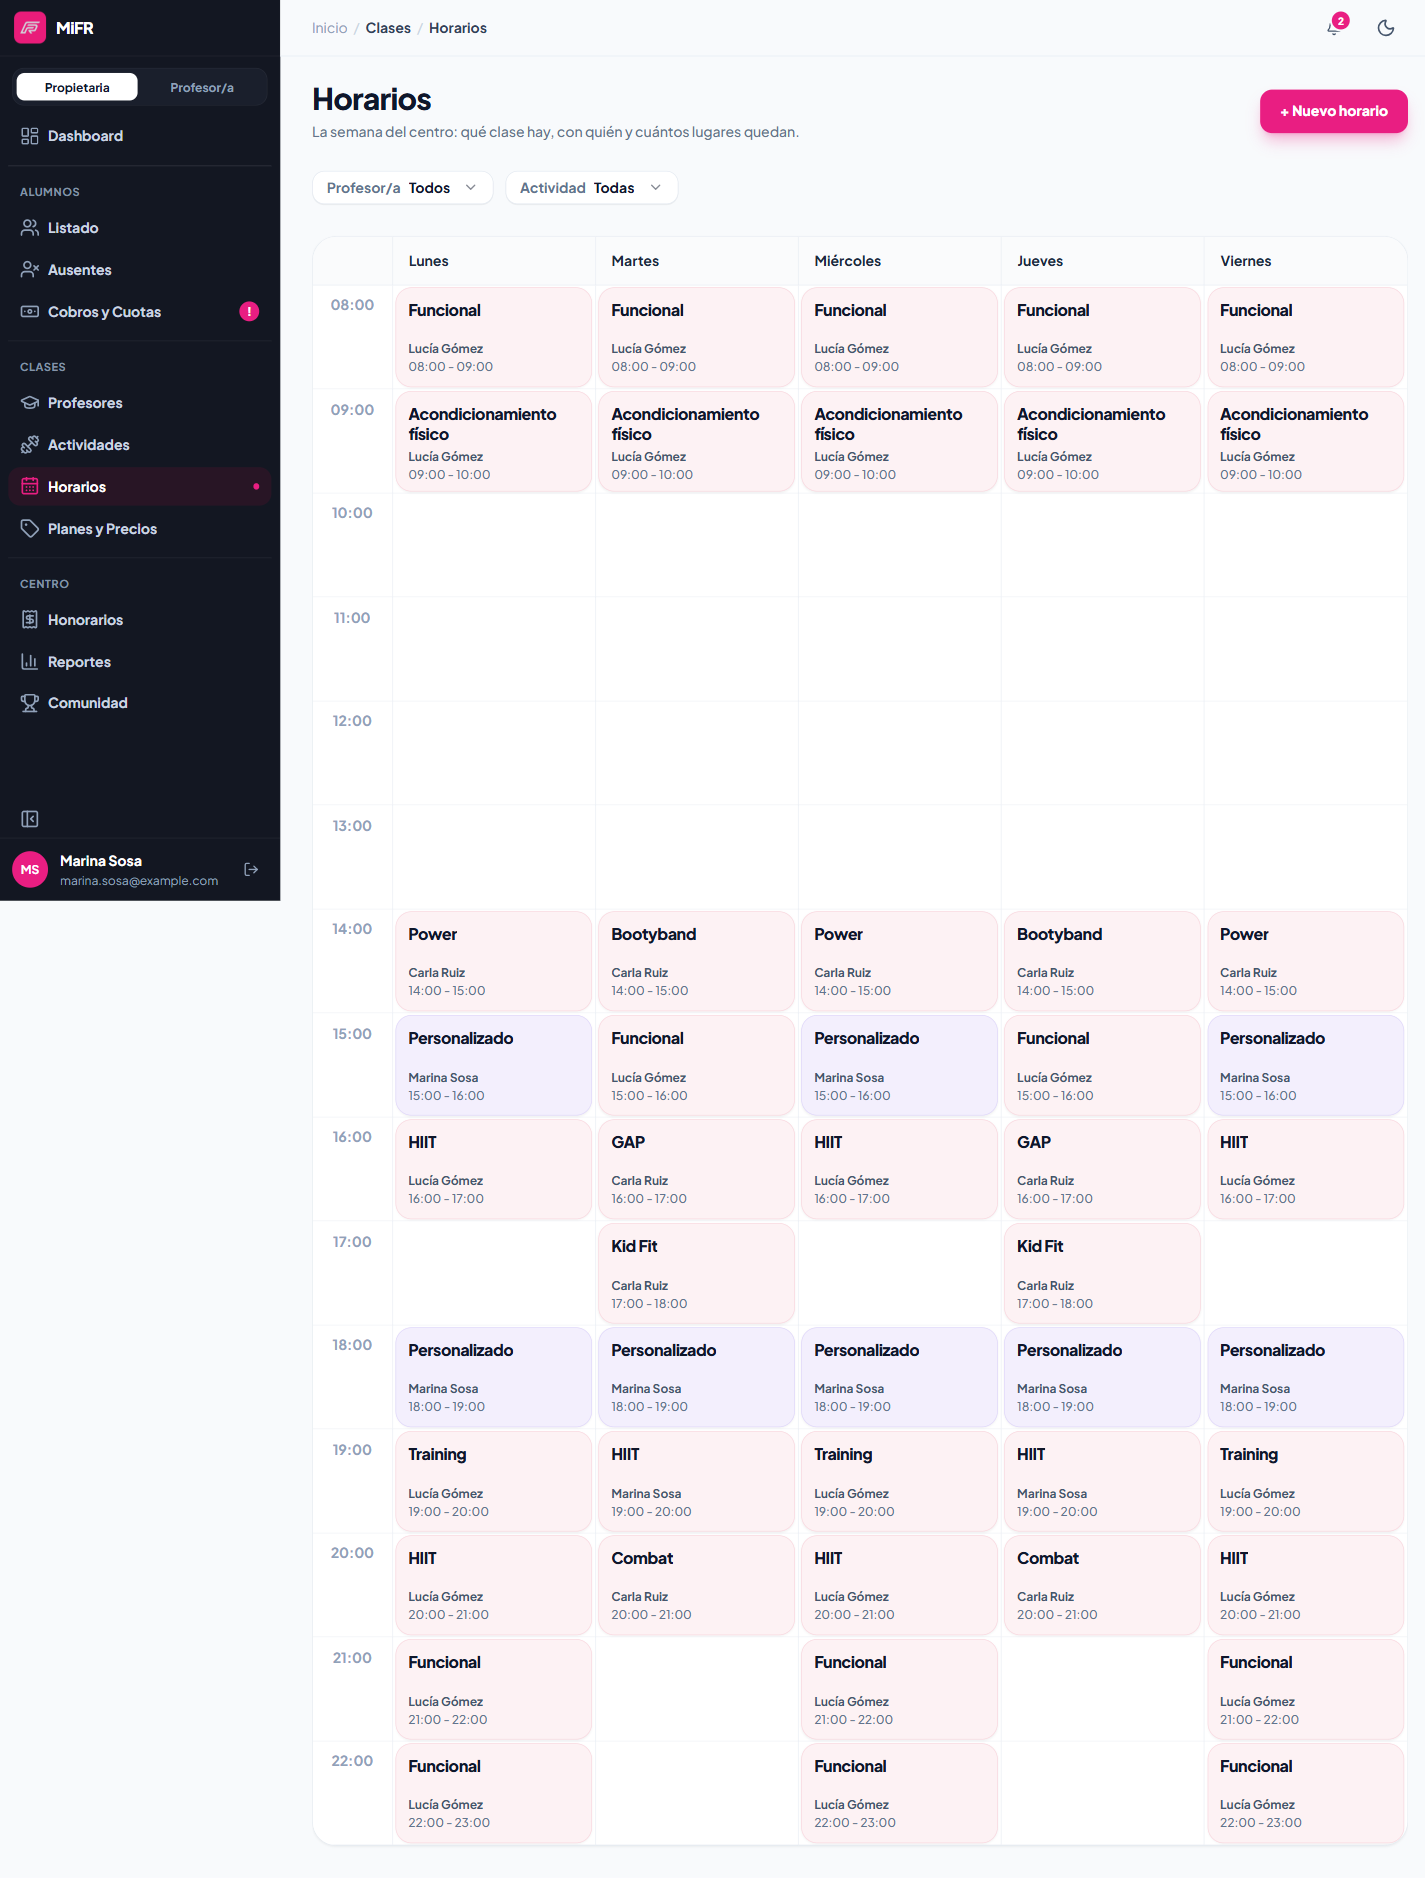 MiFR
Inicio / Clases / Horarios
2
Propietaria
Profesor/a
Dashboard
ALUMNOS
Listado
Ausentes
Cobros y Cuotas
!
CLASES
Profesores
Actividades
Horarios
Planes y Precios
CENTRO
Honorarios
Reportes
Comunidad
MS
Marina Sosa
marina.sosa@example.com
Horarios
La semana del centro: qué clase hay, con quién y cuántos lugares quedan.
+ Nuevo horario
Profesor/a Todos
Actividad Todas
Lunes Martes Miércoles Jueves Viernes
08:00
Funcional Funcional Funcional Funcional Funcional
Lucía Gómez Lucía Gómez Lucía Gómez Lucía Gómez Lucía Gómez
08:00 - 09:00 08:00 - 09:00 08:00 - 09:00 08:00 - 09:00 08:00 - 09:00
09:00
Acondicionamiento Acondicionamiento Acondicionamiento Acondicionamiento Acondicionamiento
físico físico físico físico físico
Lucía Gómez Lucía Gómez Lucía Gómez Lucía Gómez Lucía Gómez
09:00 - 10:00 09:00 - 10:00 09:00 - 10:00 09:00 - 10:00 09:00 - 10:00
10:00
11:00
12:00
13:00
14:00
Power Bootyband Power Bootyband Power
Carla Ruiz Carla Ruiz Carla Ruiz Carla Ruiz Carla Ruiz
14:00 - 15:00 14:00 - 15:00 14:00 - 15:00 14:00 - 15:00 14:00 - 15:00
15:00
Personalizado Funcional Personalizado Funcional Personalizado
Marina Sosa Lucía Gómez Marina Sosa Lucía Gómez Marina Sosa
15:00 - 16:00 15:00 - 16:00 15:00 - 16:00 15:00 - 16:00 15:00 - 16:00
16:00
HIIT GAP HIIT GAP HIIT
Lucía Gómez Carla Ruiz Lucía Gómez Carla Ruiz Lucía Gómez
16:00 - 17:00 16:00 - 17:00 16:00 - 17:00 16:00 - 17:00 16:00 - 17:00
17:00
Kid Fit Kid Fit
Carla Ruiz Carla Ruiz
17:00 - 18:00 17:00 - 18:00
18:00
Personalizado Personalizado Personalizado Personalizado Personalizado
Marina Sosa Marina Sosa Marina Sosa Marina Sosa Marina Sosa
18:00 - 19:00 18:00 - 19:00 18:00 - 19:00 18:00 - 19:00 18:00 - 19:00
19:00
Training HIIT Training HIIT Training
Lucía Gómez Marina Sosa Lucía Gómez Marina Sosa Lucía Gómez
19:00 - 20:00 19:00 - 20:00 19:00 - 20:00 19:00 - 20:00 19:00 - 20:00
20:00
HIIT Combat HIIT Combat HIIT
Lucía Gómez Carla Ruiz Lucía Gómez Carla Ruiz Lucía Gómez
20:00 - 21:00 20:00 - 21:00 20:00 - 21:00 20:00 - 21:00 20:00 - 21:00
21:00
Funcional Funcional Funcional
Lucía Gómez Lucía Gómez Lucía Gómez
21:00 - 22:00 21:00 - 22:00 21:00 - 22:00
22:00
Funcional Funcional Funcional
Lucía Gómez Lucía Gómez Lucía Gómez
22:00 - 23:00 22:00 - 23:00 22:00 - 23:00